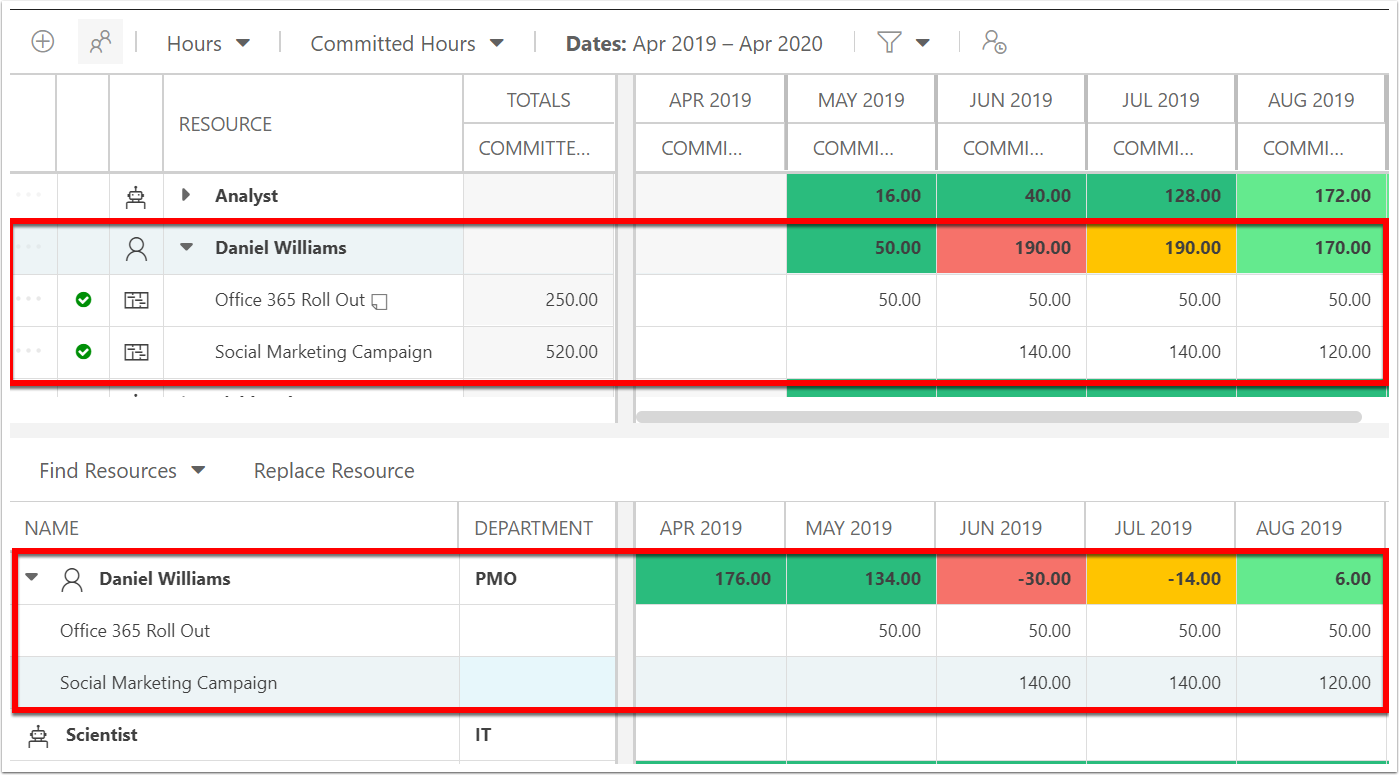 Hours Committed Hours Dates: Apr 2019 – Apr 2020
TOTALS APR 2019 MAY 2019 JUN 2019 JUL 2019 AUG 2019
RESOURCE
COMMITTE... COMMI... COMMI... COMMI... COMMI... COMMI...
Analyst 16.00 40.00 128.00 172.00
Daniel Williams 50.00 190.00 190.00 170.00
Office 365 Roll Out 250.00 50.00 50.00 50.00 50.00
Social Marketing Campaign 520.00 140.00 140.00 120.00
Find Resources Replace Resource
NAME DEPARTMENT APR 2019 MAY 2019 JUN 2019 JUL 2019 AUG 2019
Daniel Williams PMO 176.00 134.00 -30.00 -14.00 6.00
Office 365 Roll Out 50.00 50.00 50.00 50.00
Social Marketing Campaign 140.00 140.00 120.00
Scientist IT